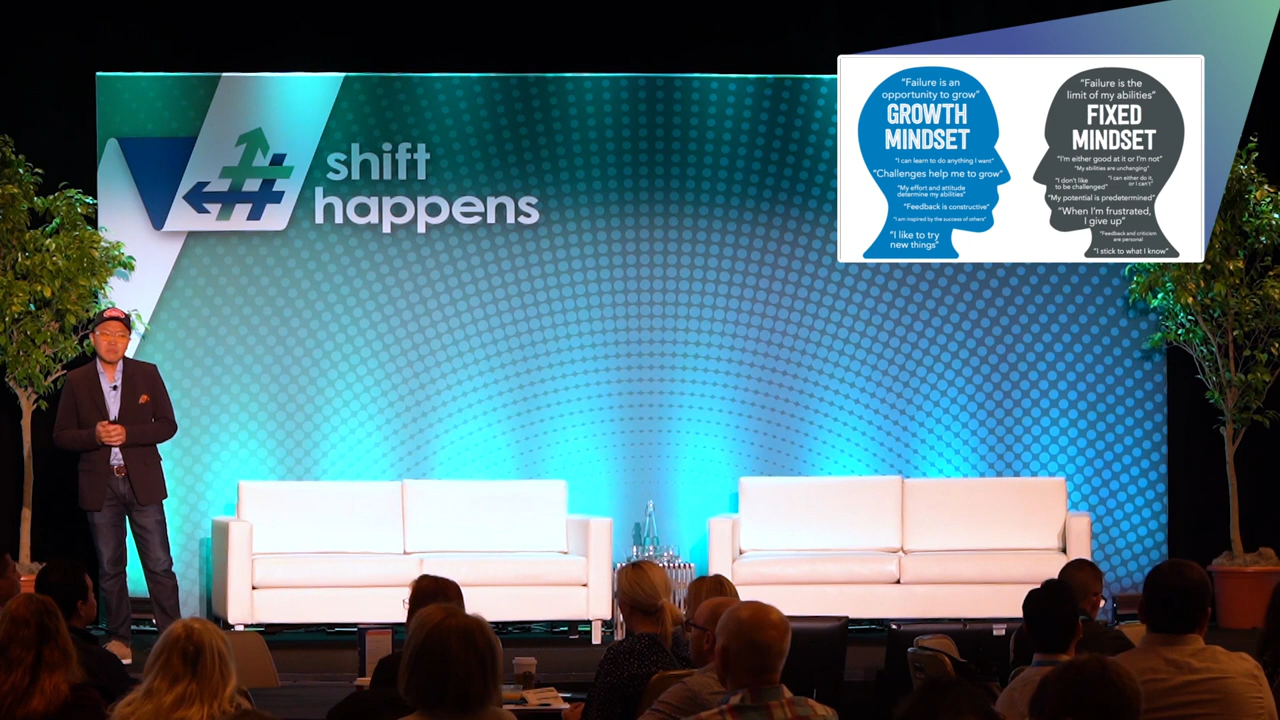 shift
happens
"Failure is an
opportunity to grow"
GROWTH
MINDSET
"I can learn to do anything I want"
"Challenges help me to grow"
"My effort and attitude
determine my abilities"
"Feedback is constructive"
"I am inspired by the success of others"
"I like to try
new things"
"Failure is the
limit of my abilities"
FIXED
MINDSET
"I'm either good at it or I'm not"
"My abilities are unchanging"
"I don't like
to be challenged"
"I can either do it,
or I can't"
"My potential is predetermined"
"When I'm frustrated,
I give up"
"Feedback and criticism
are personal
"I stick to what I know"